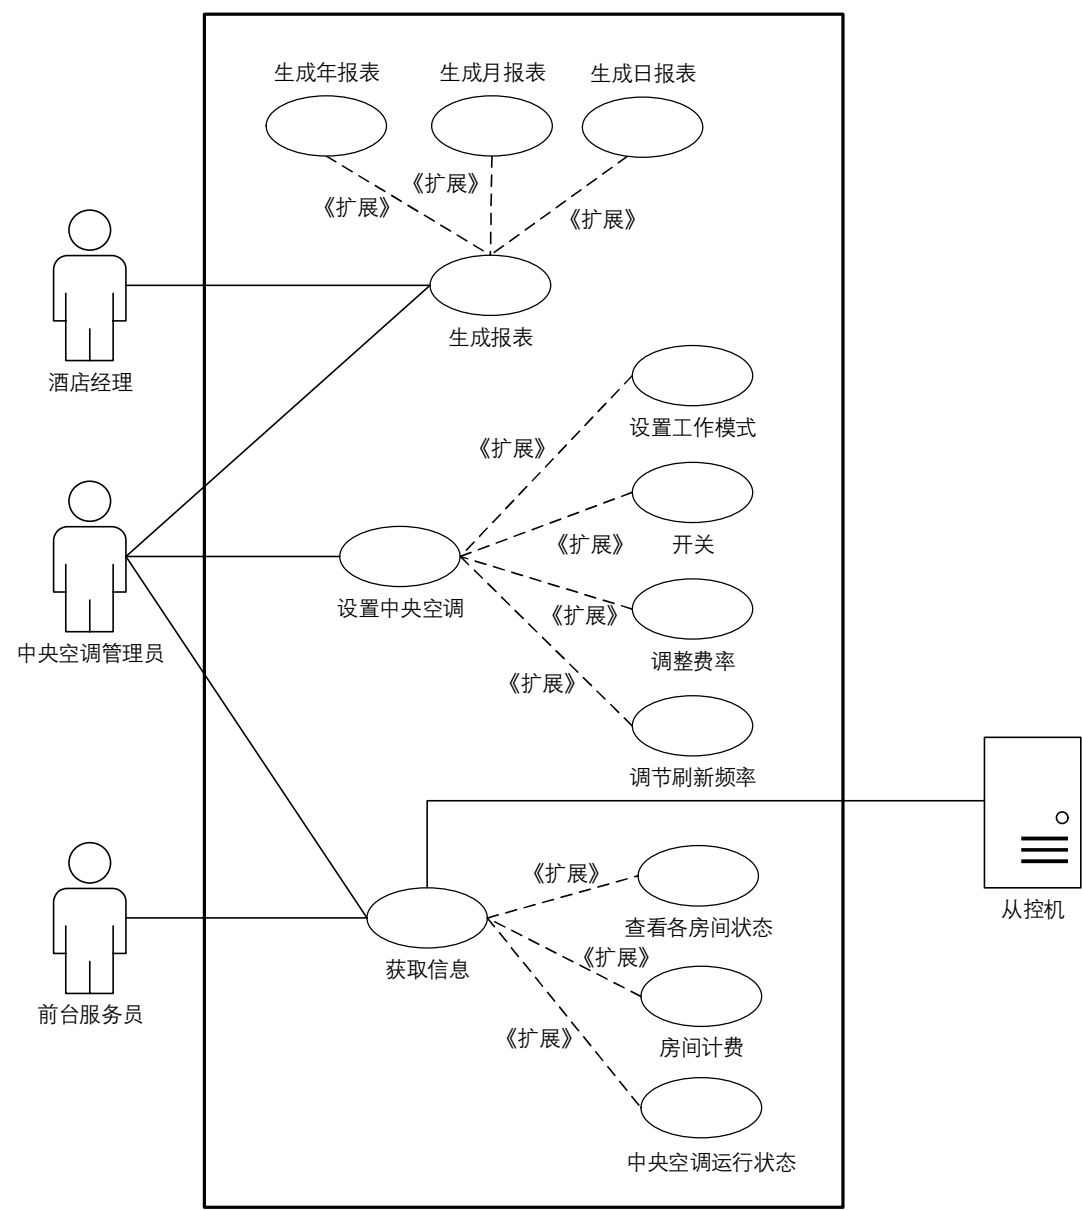 生成年报表
生成月报表
生成日报表
《扩展》
《扩展》
《扩展》
生成报表
酒店经理
设置工作模式
《扩展》
开关
《扩展》
设置中央空调
《扩展》
中央空调管理员
调整费率
《扩展》
调节刷新频率
《扩展》
从控机
查看各房间状态
《扩展》
获取信息
前台服务员
《扩展》
房间计费
中央空调运行状态